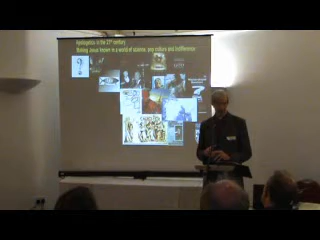 Apologetics in the 21st century
Making Jesus known in a world of science, pop culture and indifference